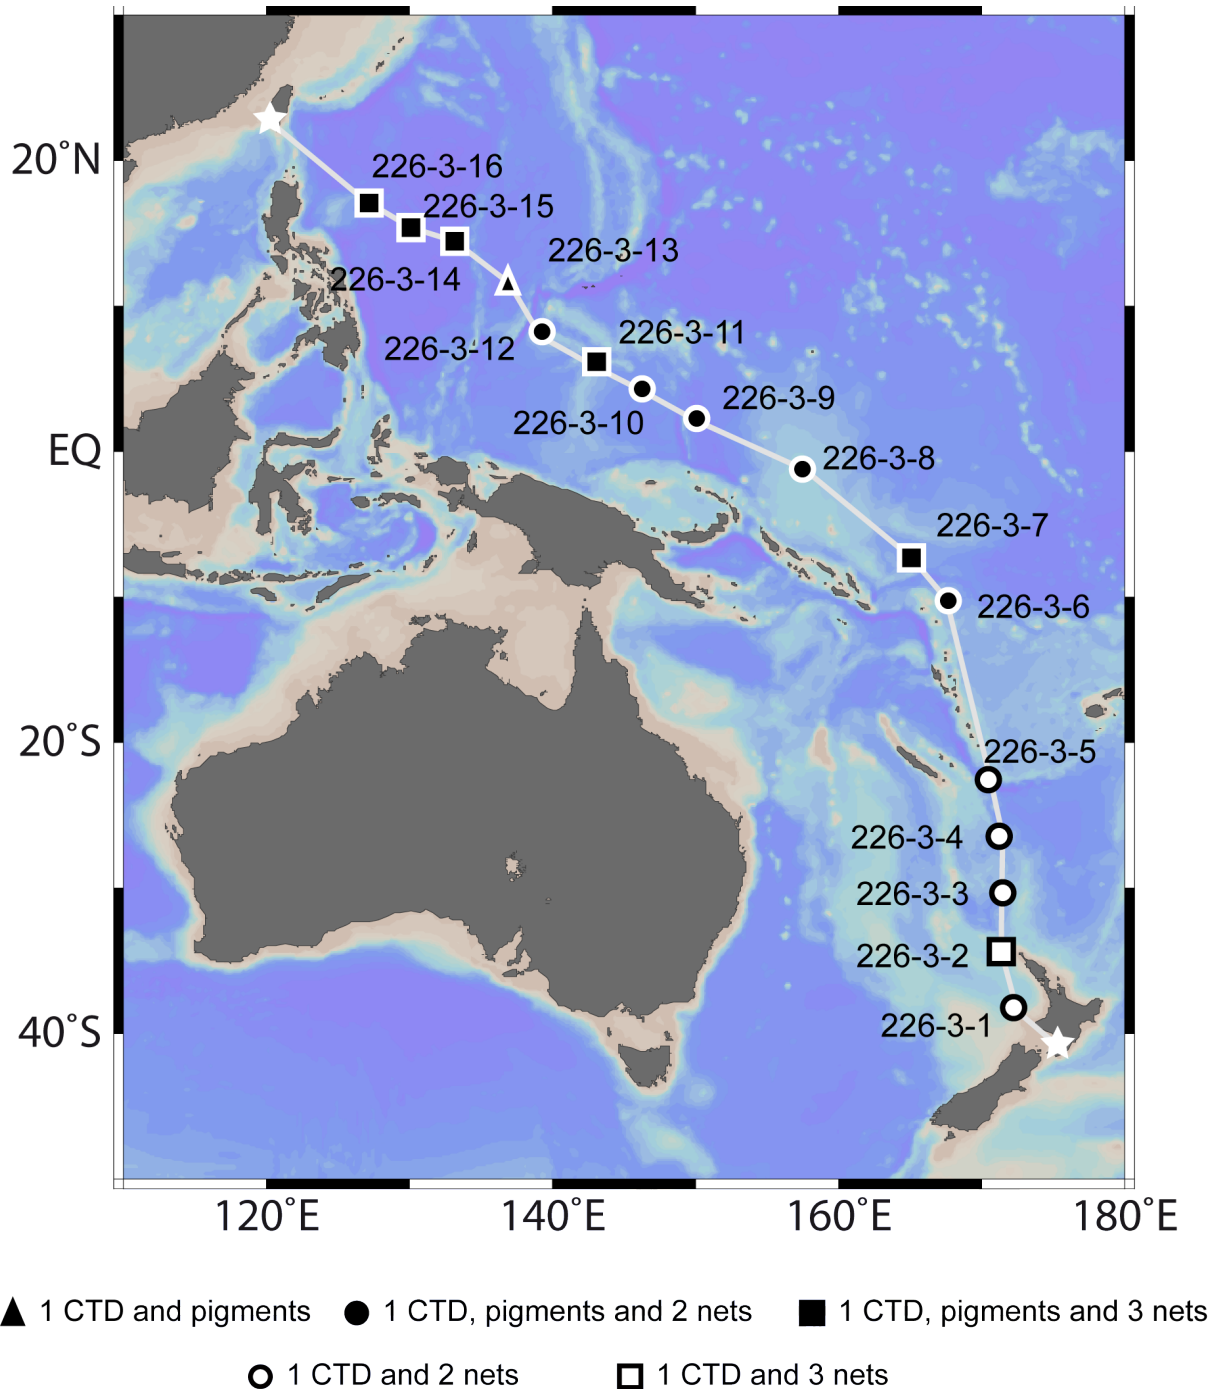 20˚N
226-3-16
226-3-15
226-3-13
226-3-14
226-3-11
226-3-12
226-3-9
226-3-10
EQ
226-3-8
226-3-7
226-3-6
20˚S
226-3-5
226-3-4
226-3-3
226-3-2
226-3-1
40˚S
120˚E 140˚E 160˚E 180˚E
1 CTD and pigments 1 CTD, pigments and 2 nets 1 CTD, pigments and 3 nets
1 CTD and 2 nets 1 CTD and 3 nets